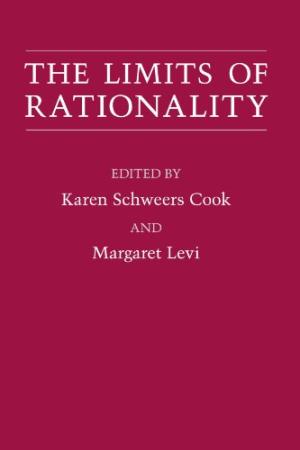 THE LIMITS OF
RATIONALITY
EDITED BY
Karen Schweers Cook
AND
Margaret Levi